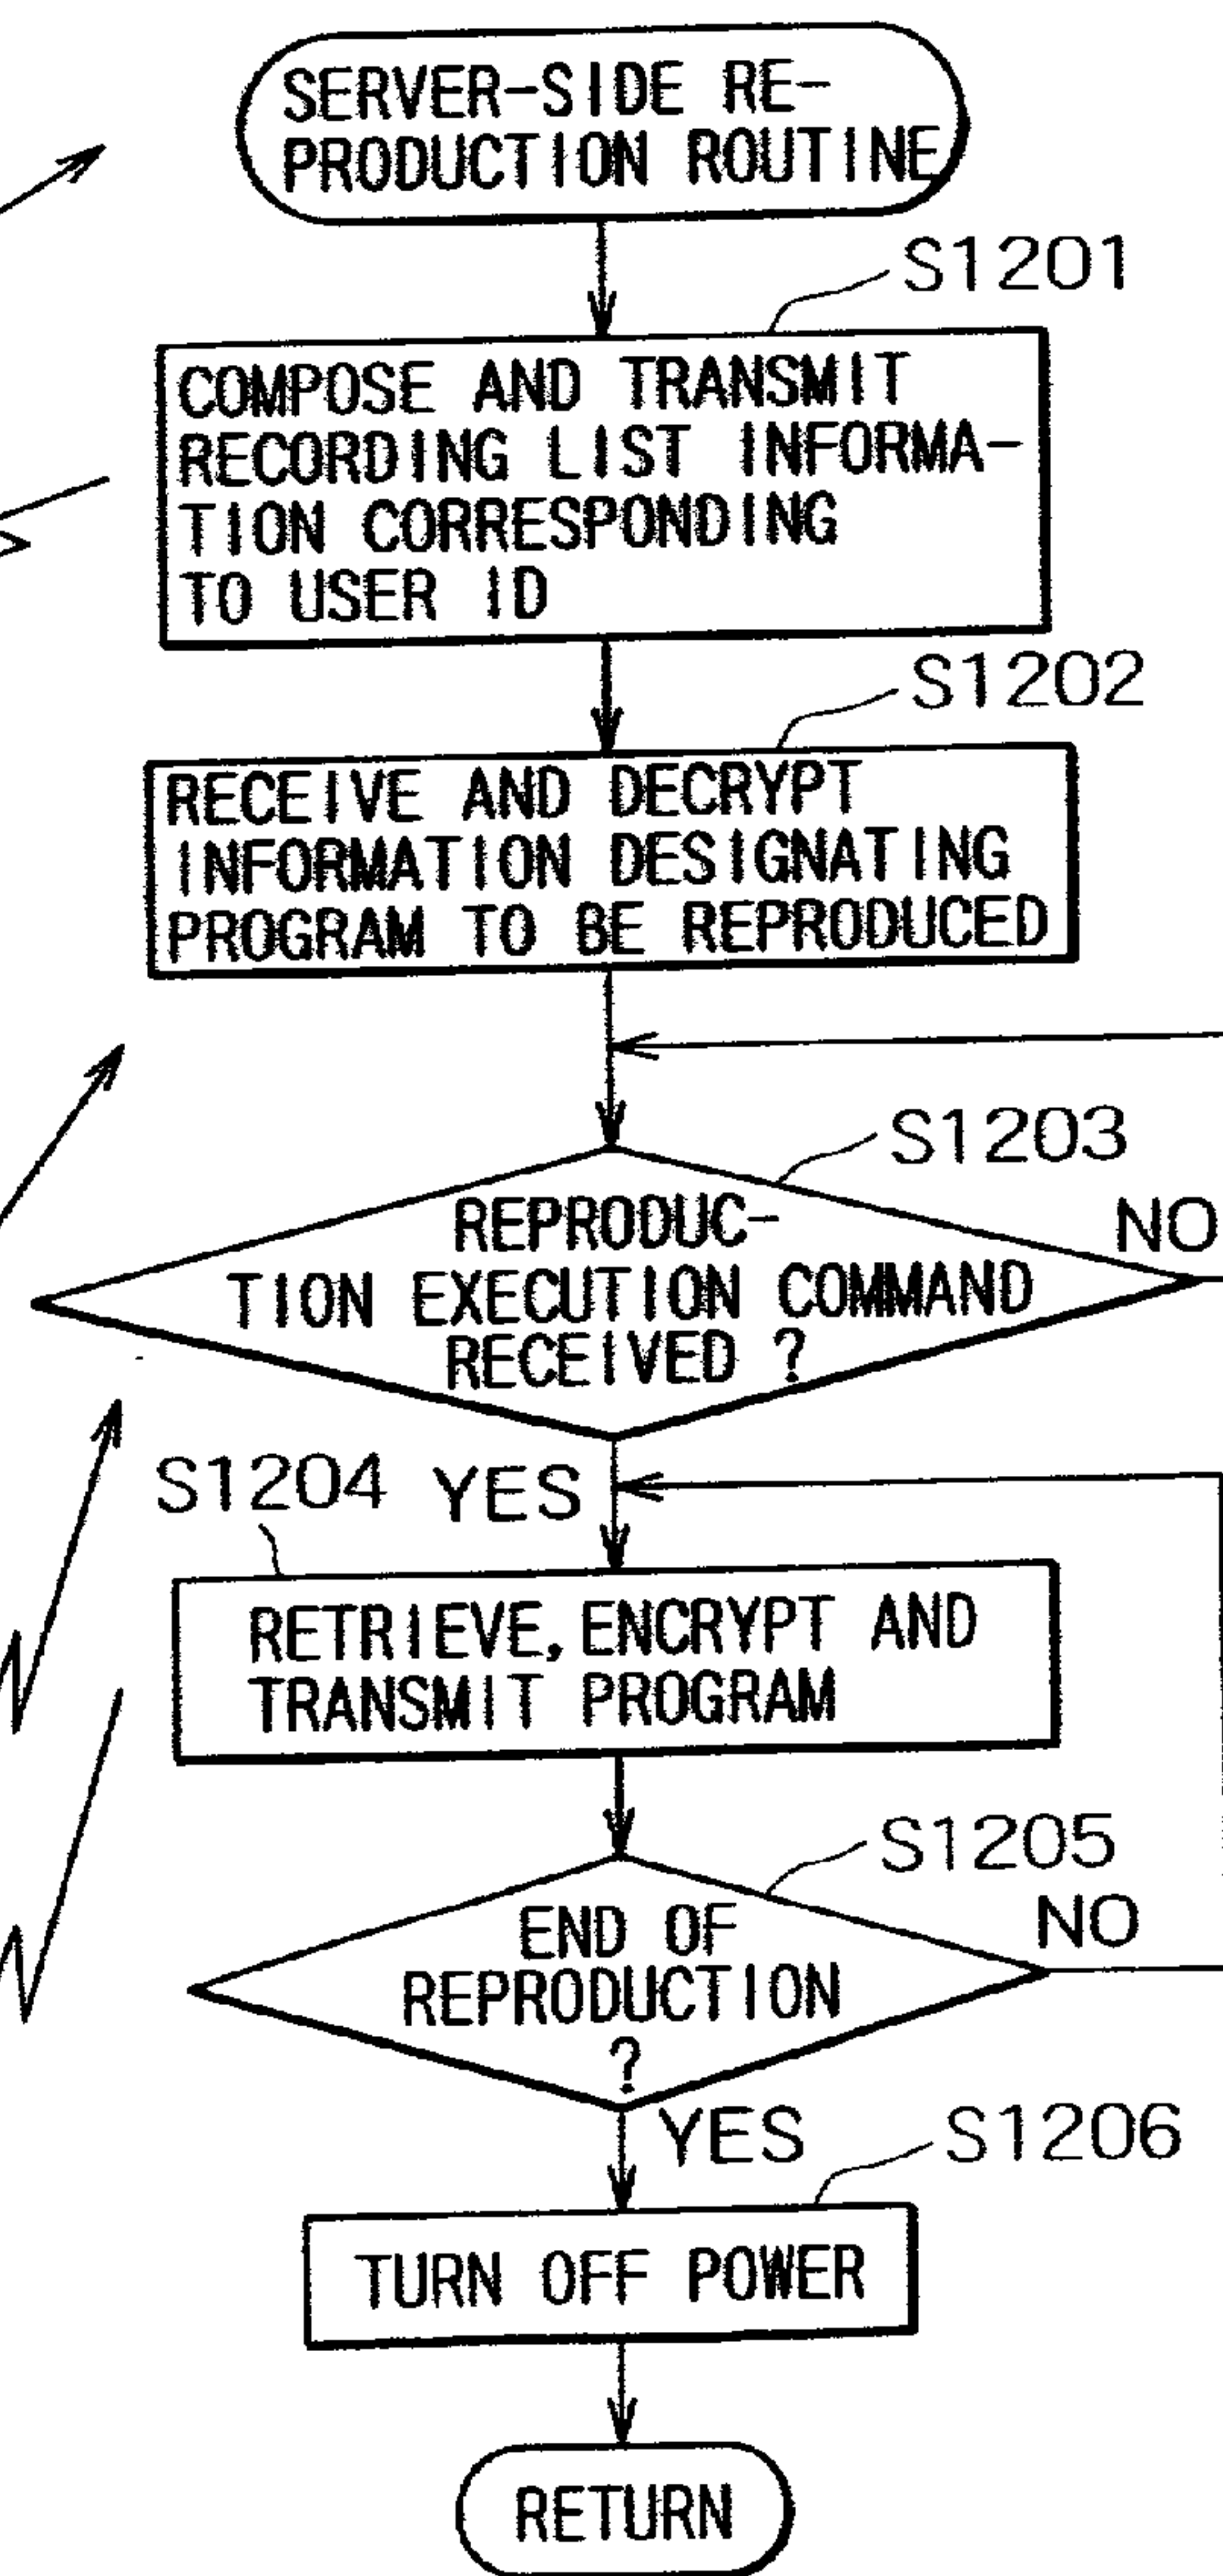 SERVER-SIDE RE-
PRODUCTION ROUTINE
S1201
COMPOSE AND TRANSMIT
RECORDING LIST INFORMA-
TION CORRESPONDING
TO USER ID
S1202
RECEIVE AND DECRYPT
INFORMATION DESIGNATING
PROGRAM TO BE REPRODUCED
S1203
REPRODUC-
TION EXECUTION COMMAND
RECEIVED ?
NO
S1204
YES
RETRIEVE, ENCRYPT AND
TRANSMIT PROGRAM
S1205
END OF
REPRODUCTION
?
NO
YES
S1206
TURN OFF POWER
RETURN